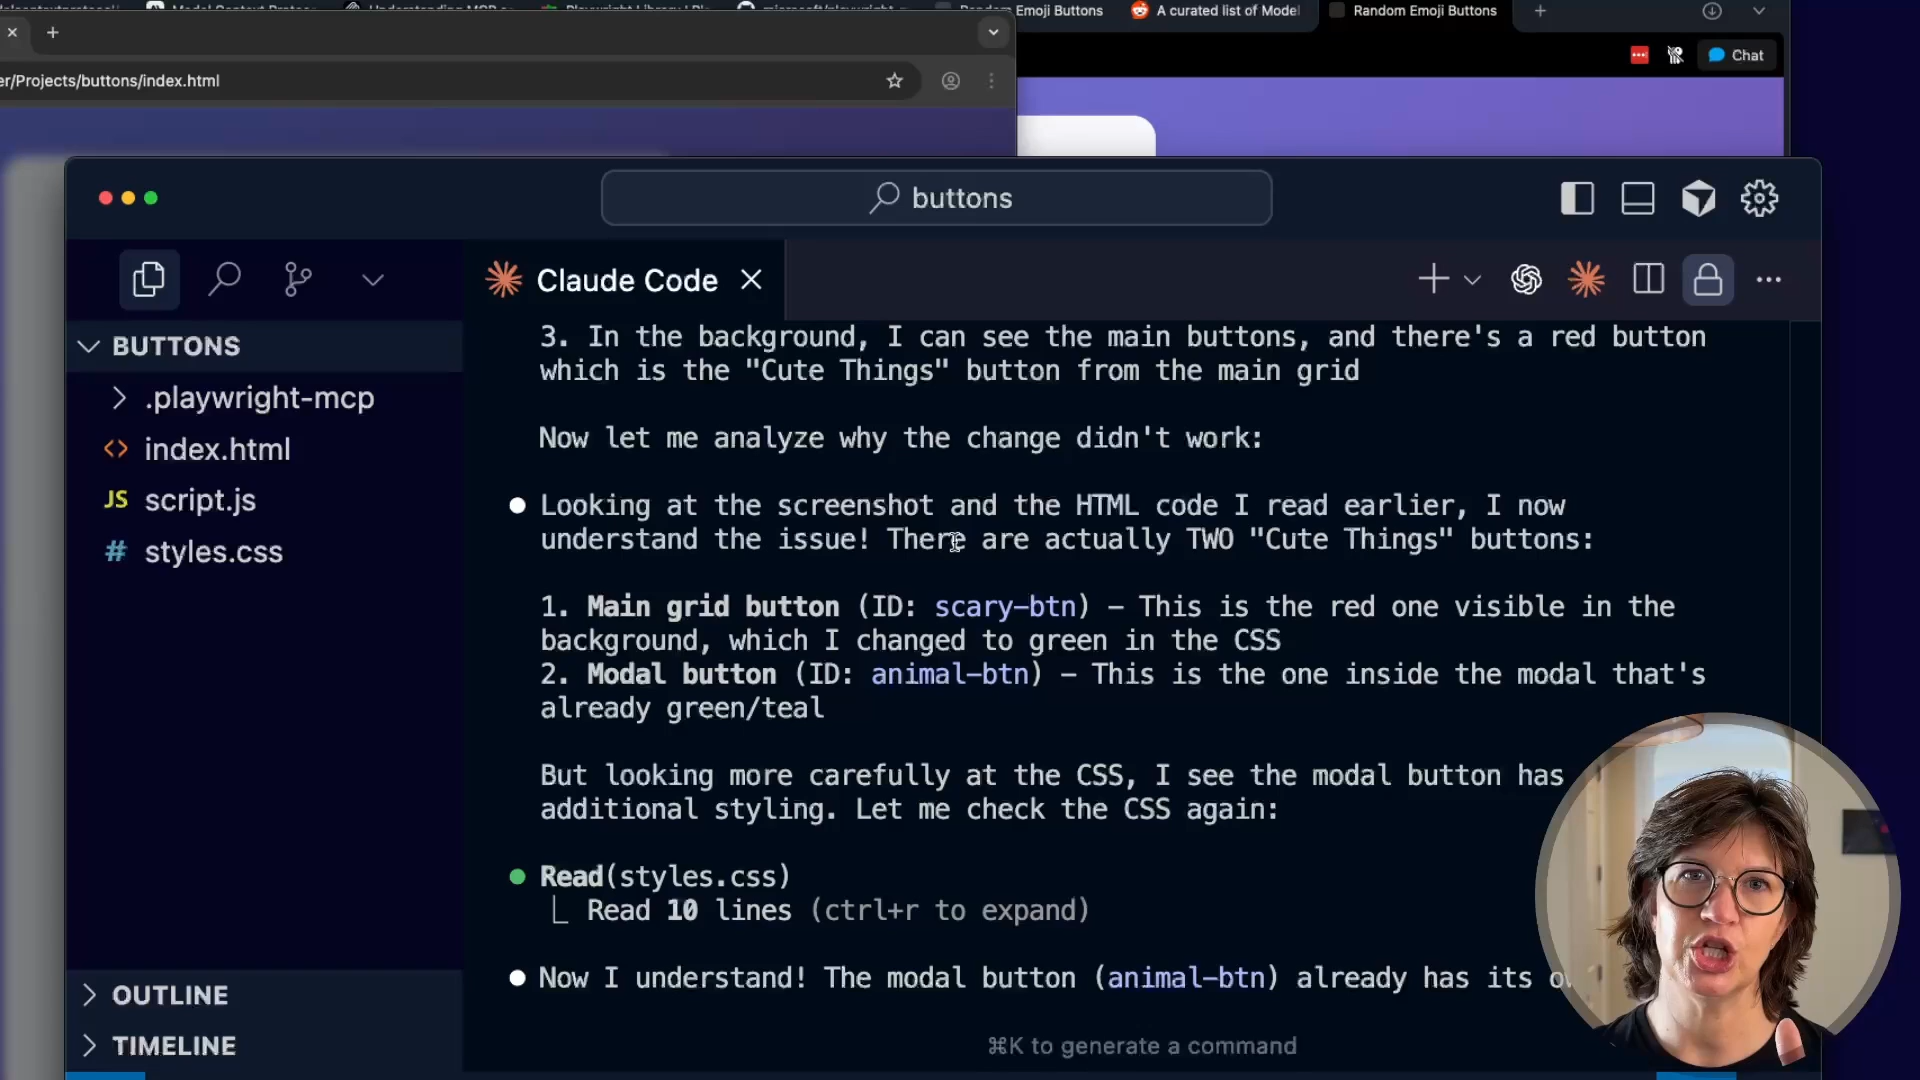 Emoji Buttons
A curated list of Model
Random Emoji Buttons
er/Projects/buttons/index.html
Chat
buttons
Claude Code
BUTTONS
.playwright-mcp
index.html
JS script.js
# styles.css
OUTLINE
TIMELINE
3. In the background, I can see the main buttons, and there's a red button
which is the "Cute Things" button from the main grid
Now let me analyze why the change didn't work:
Looking at the screenshot and the HTML code I read earlier, I now
understand the issue! There are actually TWO "Cute Things" buttons:
1. Main grid button (ID: scary-btn) – This is the red one visible in the
background, which I changed to green in the CSS
2. Modal button (ID: animal-btn) – This is the one inside the modal that's
already green/teal
But looking more carefully at the CSS, I see the modal button has
additional styling. Let me check the CSS again:
Read(styles.css)
Read 10 lines (ctrl+r to expand)
Now I understand! The modal button (animal-btn) already has its
⌘K to generate a command